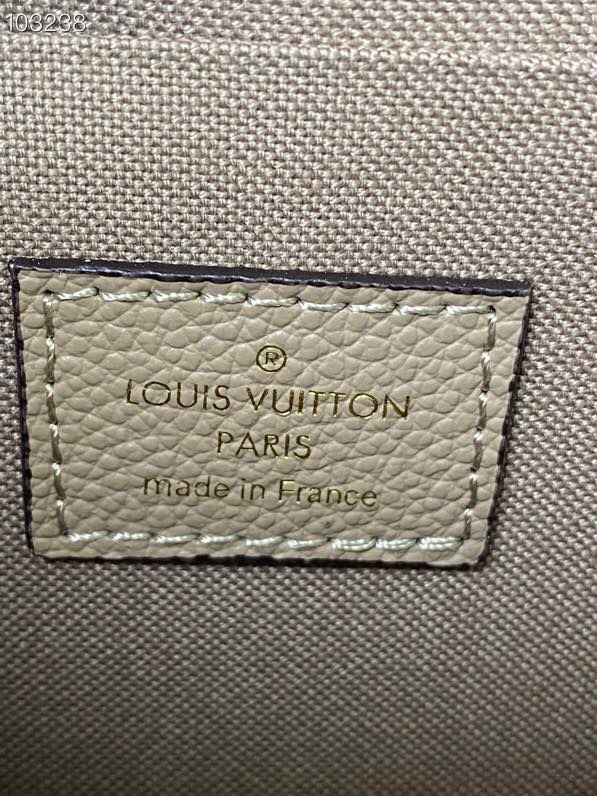 103238
®
LOUIS VUITTON
PARIS
made in France